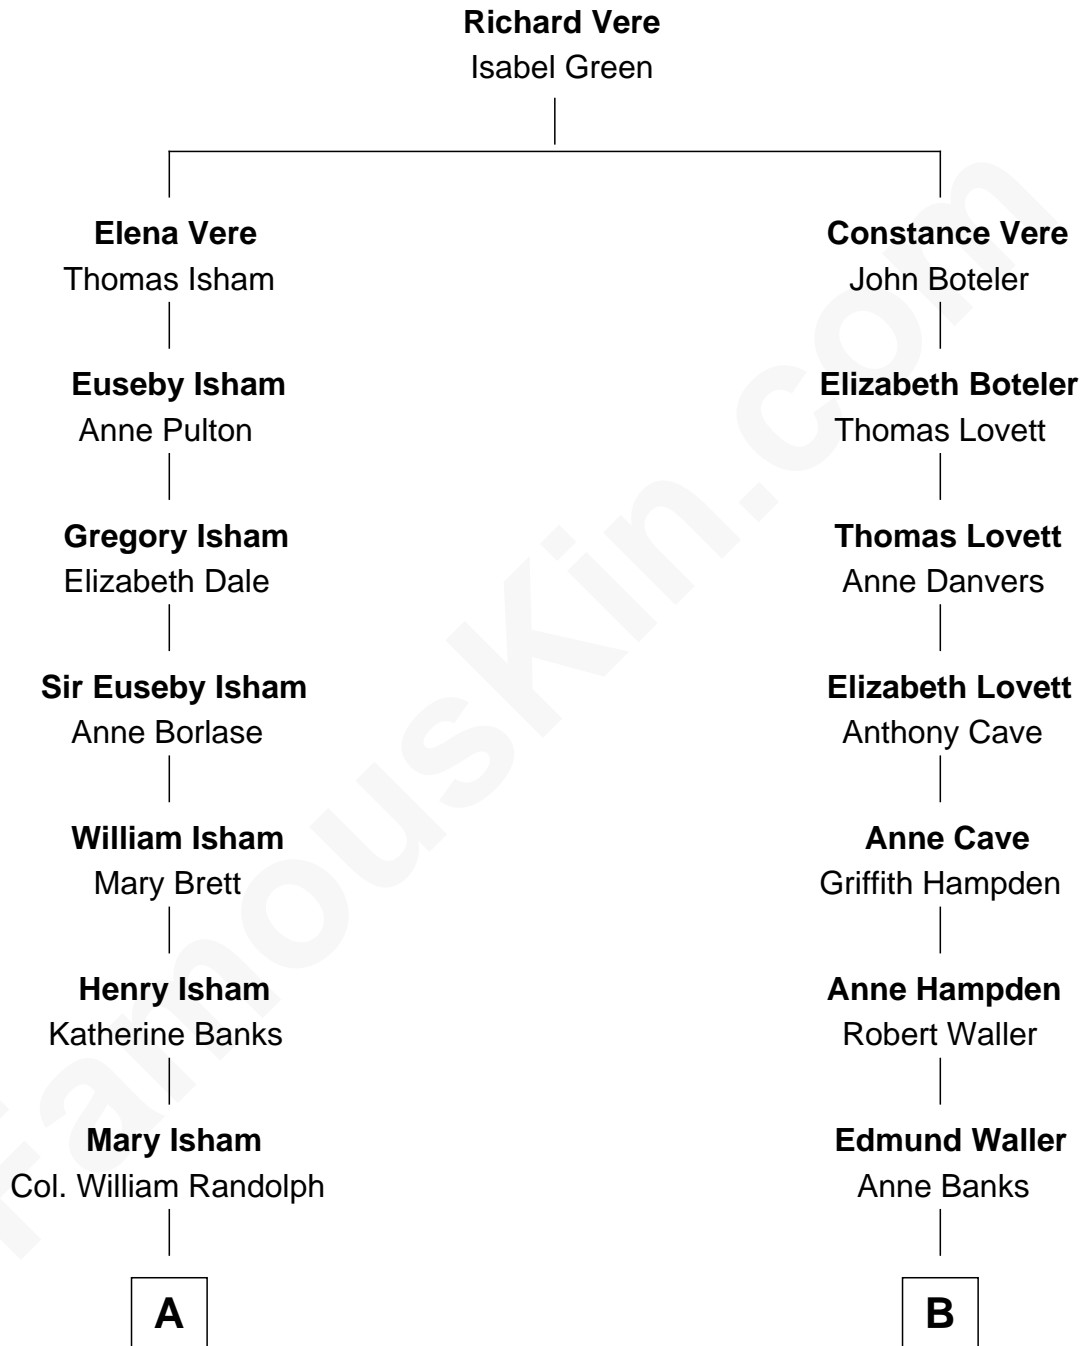 Richard Vere
Isabel Green
Elena Vere
Thomas Isham
Constance Vere
John Boteler
Euseby Isham
Anne Pulton
Elizabeth Boteler
Thomas Lovett
Gregory Isham
Elizabeth Dale
Thomas Lovett
Anne Danvers
Sir Euseby Isham
Anne Borlase
Elizabeth Lovett
Anthony Cave
William Isham
Mary Brett
Anne Cave
Griffith Hampden
Henry Isham
Katherine Banks
Anne Hampden
Robert Waller
Mary Isham
Col. William Randolph
Edmund Waller
Anne Banks
A
B
FamousKin.com